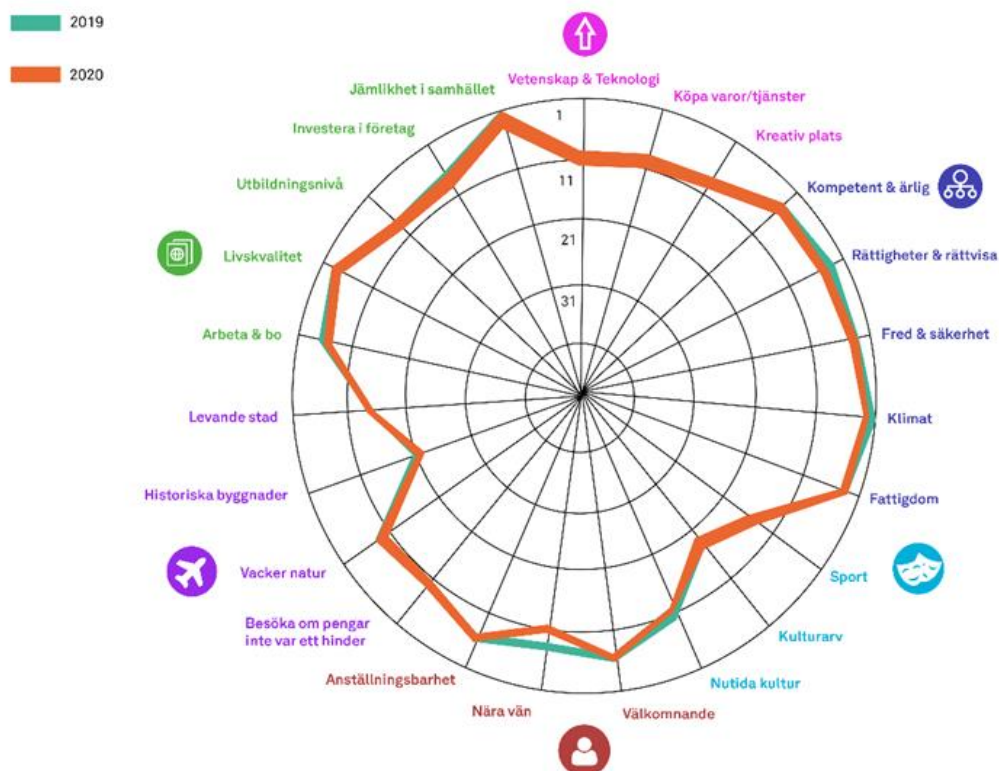 2019
2020
Vetenskap & Teknologi
Köpa varor/tjänster
Kreativ plats
Kompetent & ärlig
Rättigheter & rättvisa
Fred & säkerhet
Klimat
Fattigdom
Sport
Kulturarv
Nutida kultur
Välkomnande
Nära vän
Anställningsbarhet
Besöka om pengar
inte var ett hinder
Vacker natur
Historiska byggnader
Levande stad
Arbeta & bo
Livskvalitet
Utbildningsnivå
Investera i företag
Jämlikhet i samhället
1
11
21
31